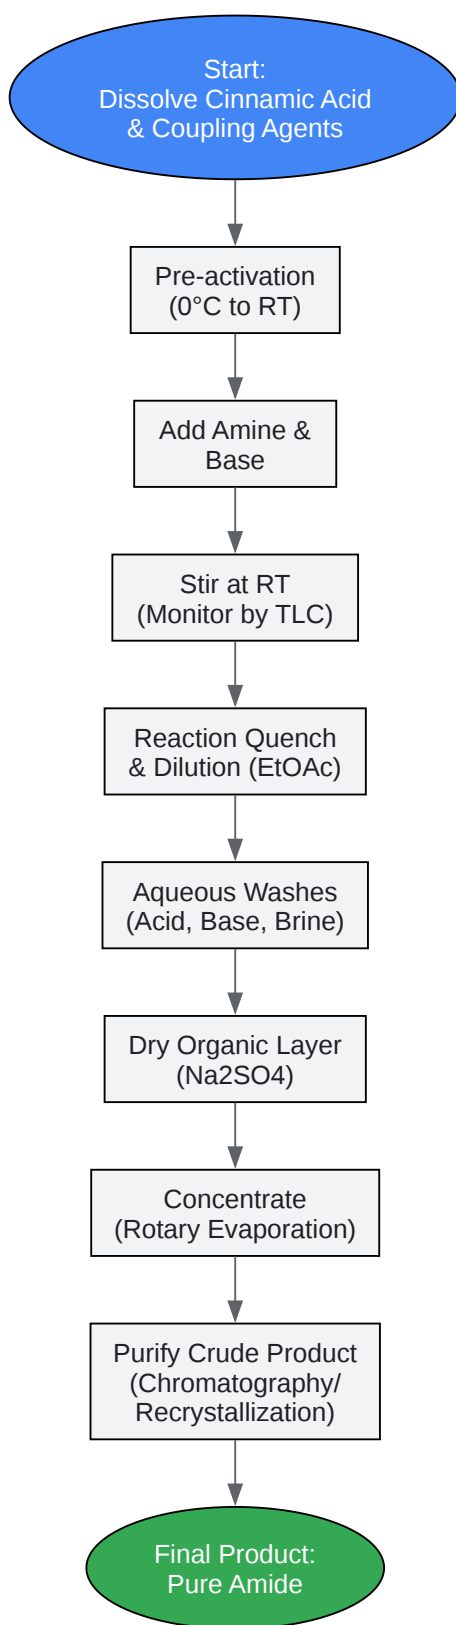 Start:
Dissolve Cinnamic Acid
& Coupling Agents
Pre-activation
(0°C to RT)
Add Amine &
Base
Stir at RT
(Monitor by TLC)
Reaction Quench
& Dilution (EtOAc)
Aqueous Washes
(Acid, Base, Brine)
Dry Organic Layer
(Na2SO4)
Concentrate
(Rotary Evaporation)
Purify Crude Product
(Chromatography/
Recrystallization)
Final Product:
Pure Amide